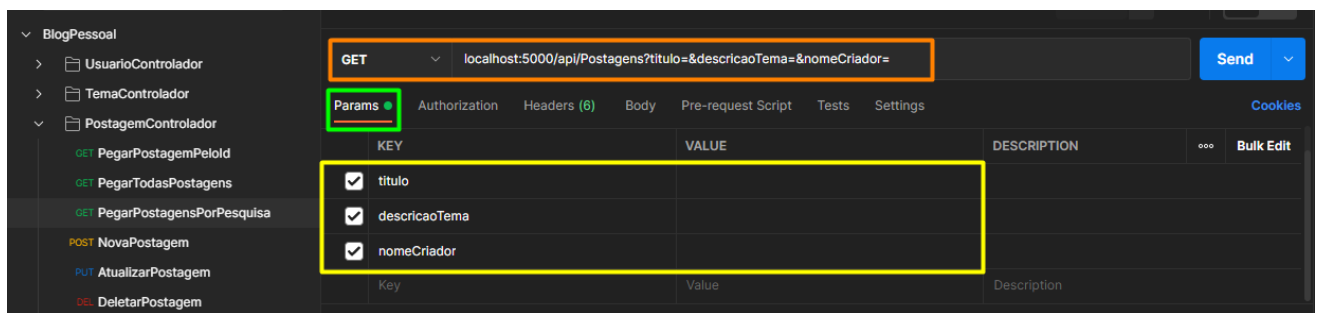 BlogPessoal
UsuarioControlador
TemaControlador
PostagemControlador
GET PegarPostagemPeloId
GET PegarTodasPostagens
GET PegarPostagensPorPesquisa
POST NovaPostagem
PUT AtualizarPostagem
DEL DeletarPostagem
GET localhost:5000/api/Postagens?titulo=&descricaoTema=&nomeCriador= Send
Params Authorization Headers (6) Body Pre-request Script Tests Settings Cookies
KEY VALUE DESCRIPTION ooo Bulk Edit
titulo
descricaoTema
nomeCriador
Key Value Description